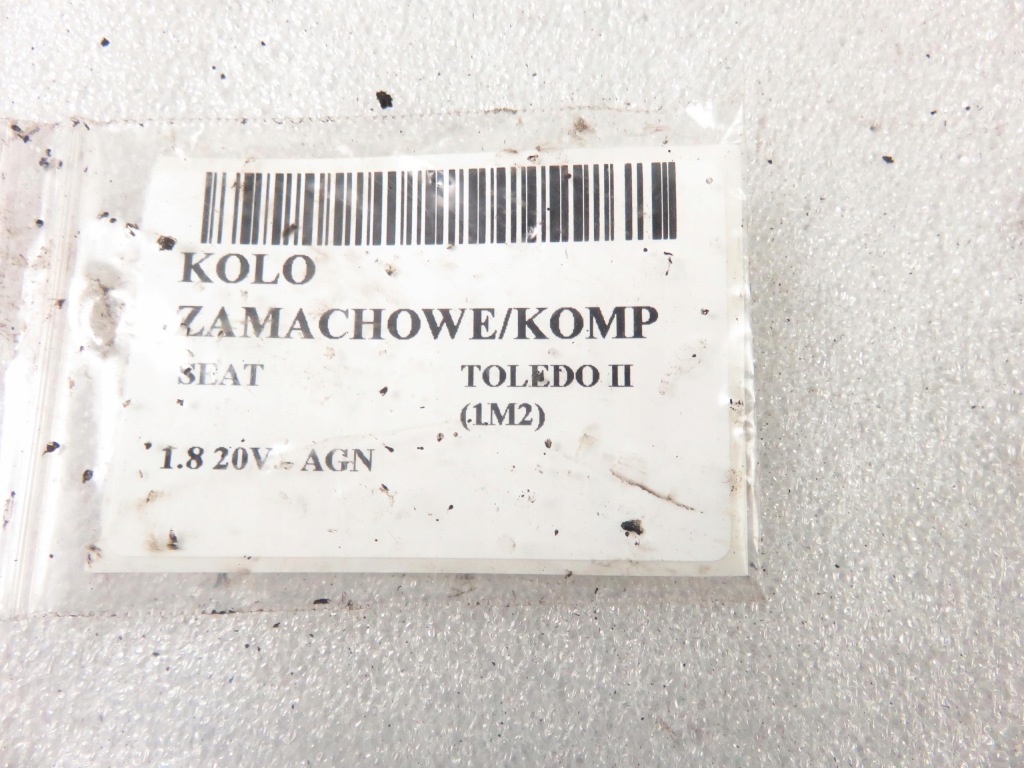 KOLO
ZAMACHOWE/KOMP
SEAT TOLEDO II
(1M2)
1.8 20V - AGN